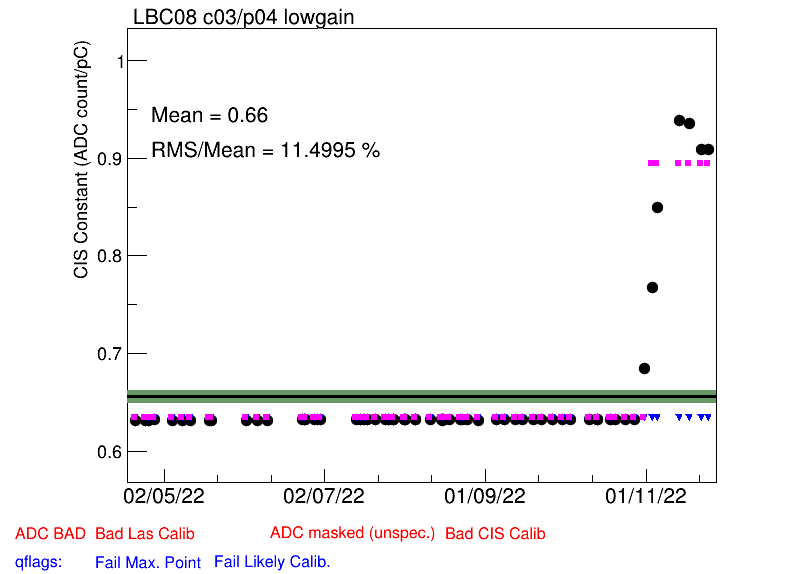 LBC08 c03/p04 lowgain
CIS Constant (ADC count/pC)
1
Mean = 0.66
RMS/Mean = 11.4995 %
0.9
0.8
0.7
0.6
02/05/22 02/07/22 01/09/22 01/11/22
ADC BAD Bad Las Calib ADC masked (unspec.) Bad CIS Calib
qflags: Fail Max. Point Fail Likely Calib.